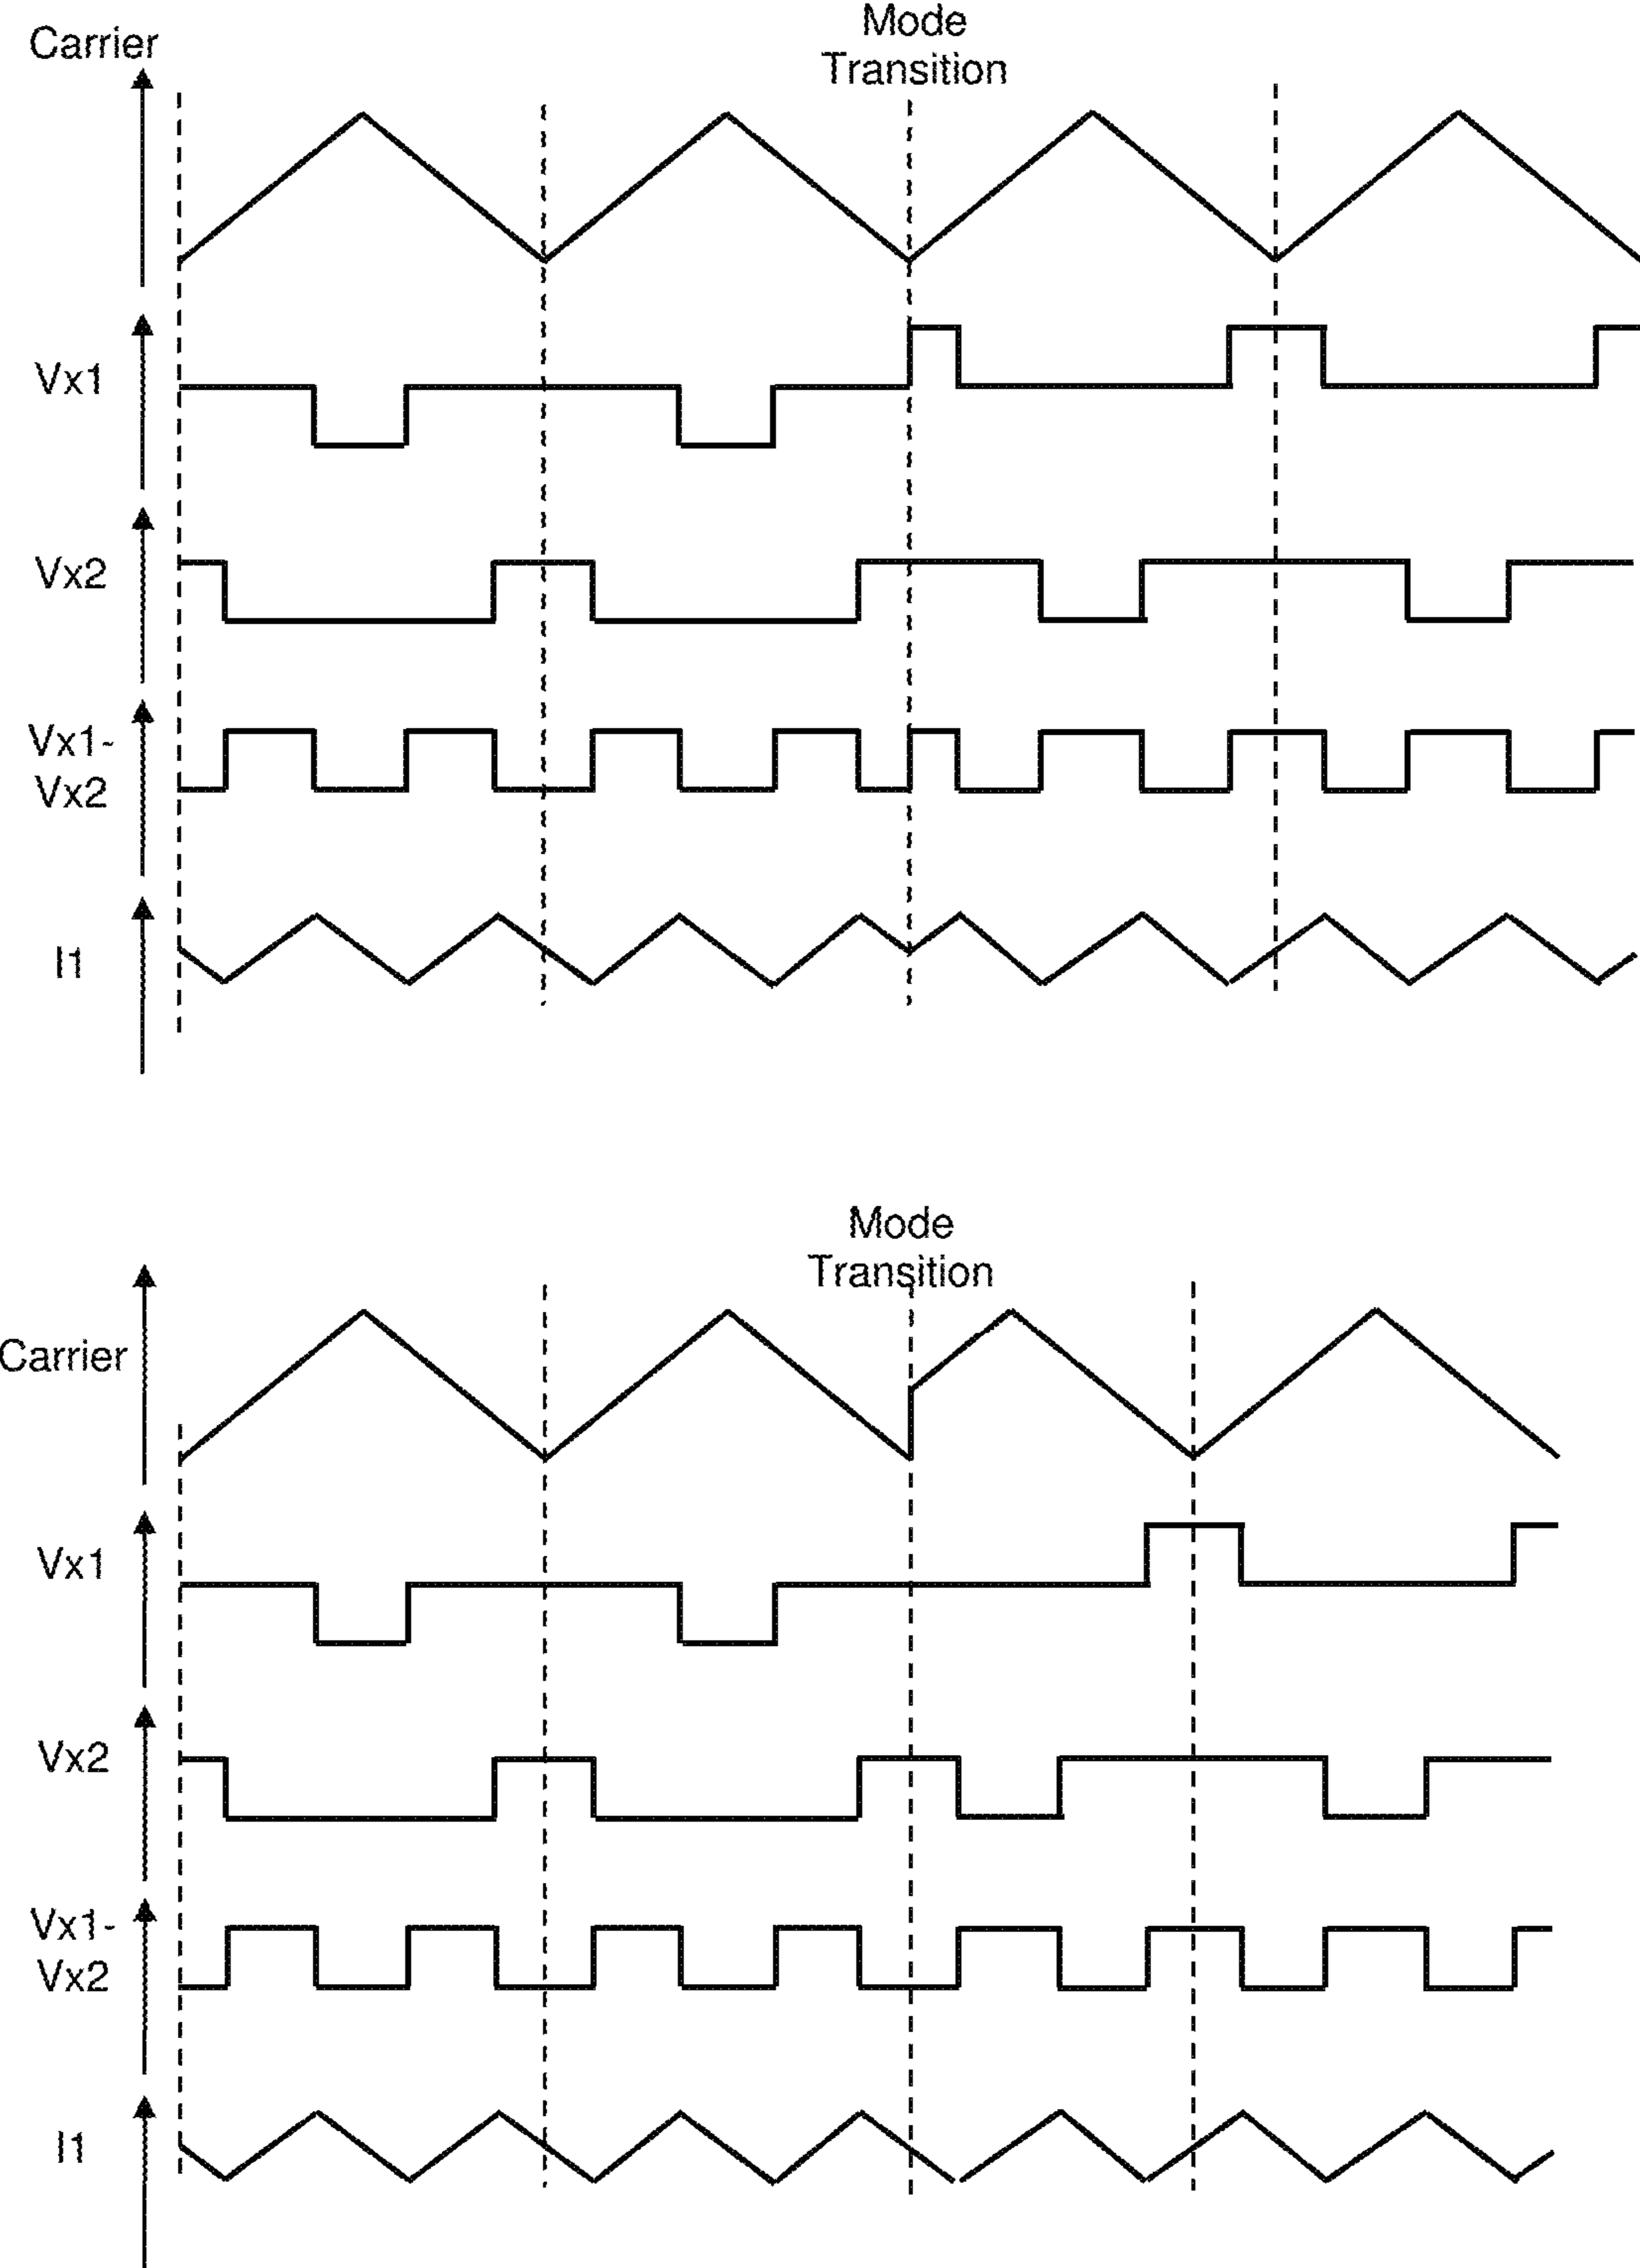 Mode
Transition
Carrier
Vx1
Vx2
Vx1-
Vx2
I1
Mode
Transition
Carrier
Vx1
Vx2
Vx1-
Vx2
I1